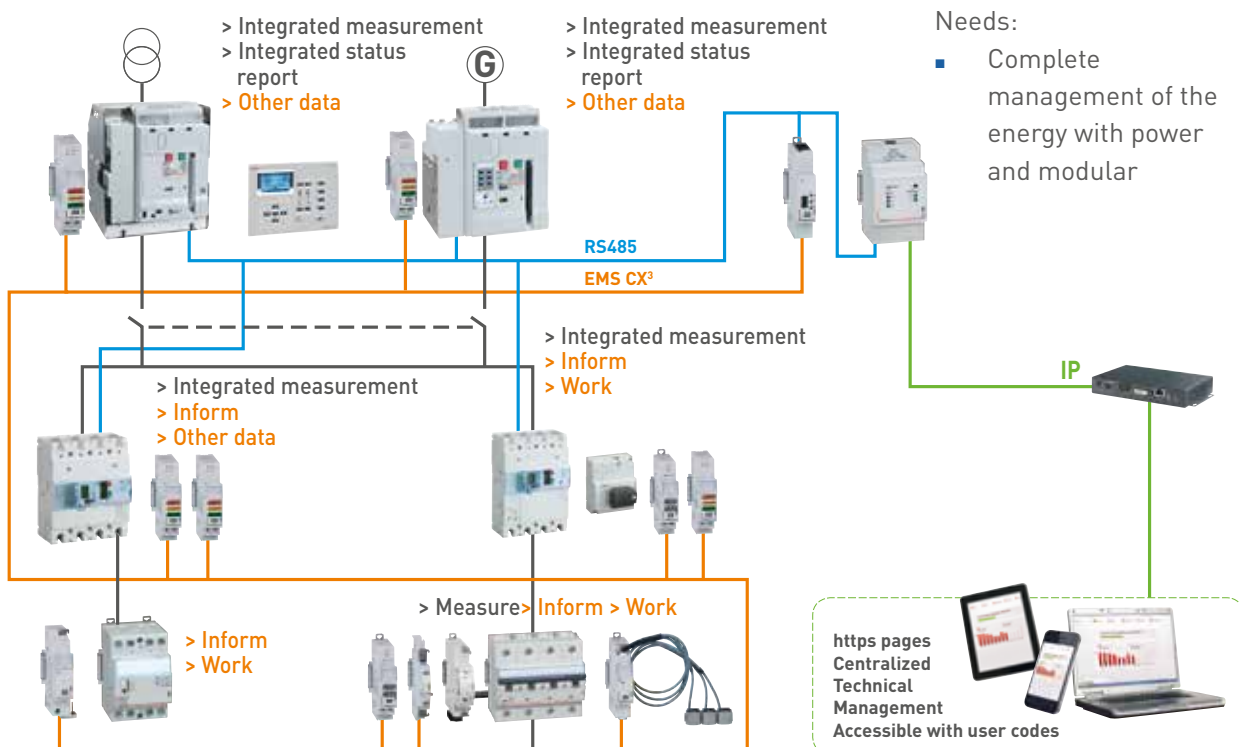 > Integrated measurement
> Integrated status
report
> Other data
G
> Integrated measurement
> Integrated status
report
> Other data
Needs:
▪ Complete
management of the
energy with power
and modular
RS485
EMS CX³
> Integrated measurement
> Inform
> Work
> Integrated measurement
> Inform
> Other data
IP
> Inform
> Work
> Measure> Inform > Work
https pages
Centralized
Technical
Management
Accessible with user codes